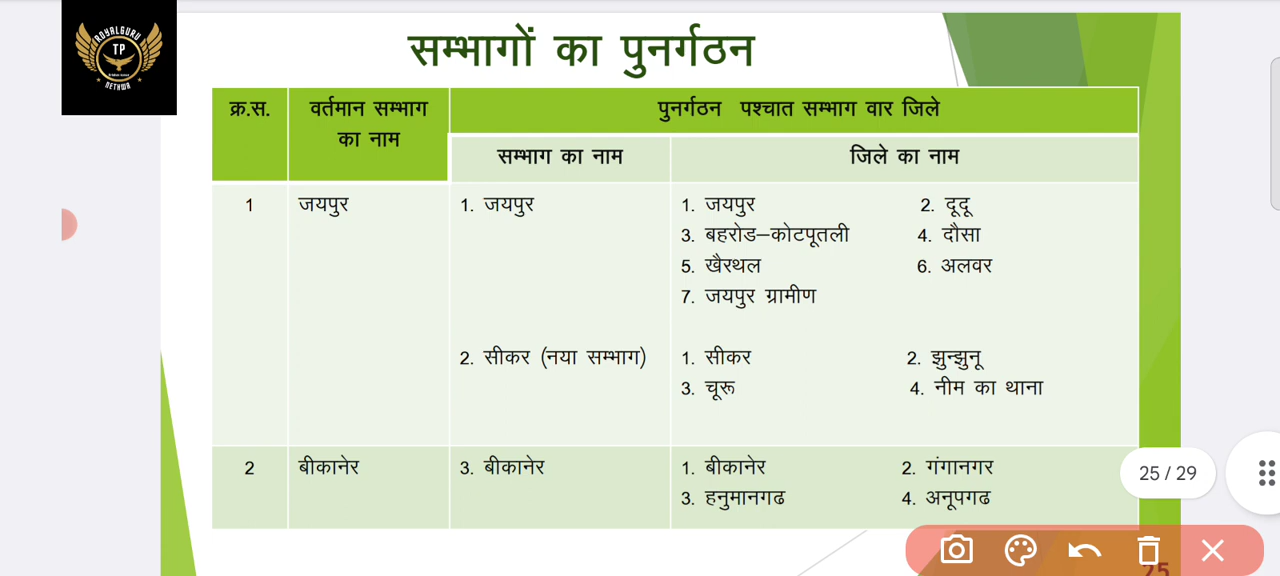 ROYALGURU
TP
NETHWA
सम्भागों का पुनर्गठन
क्र.स. वर्तमान सम्भाग का नाम पुनर्गठन पश्चात सम्भाग वार जिले
सम्भाग का नाम जिले का नाम
1 जयपुर 1. जयपुर 1. जयपुर 2. दूदू
3. बहरोड–कोटपूतली 4. दौसा
5. खैरथल 6. अलवर
7. जयपुर ग्रामीण
2. सीकर (नया सम्भाग) 1. सीकर 2. झुन्झुनू
3. चूरू 4. नीम का थाना
2 बीकानेर 3. बीकानेर 1. बीकानेर 2. गंगानगर
3. हनुमानगढ 4. अनूपगढ
25 / 29
25